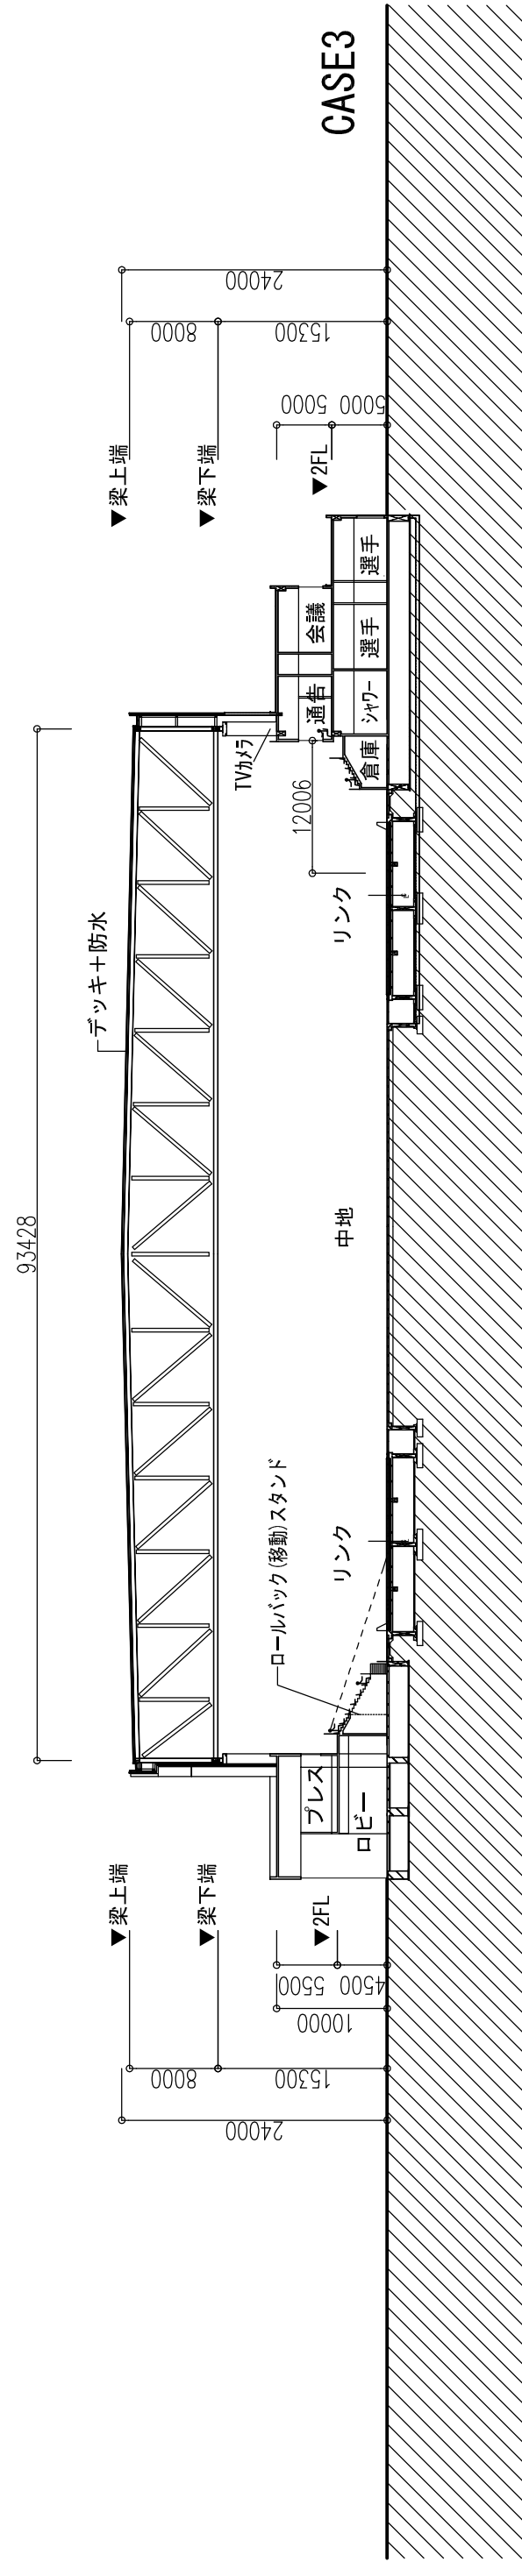 93428
デッキ＋防水
▼梁上端
▼梁上端
▼梁下端
▼梁下端
24000
8000
15300
24000
8000
15300
10000
5500
4500
5000
5000
▼2FL
▼2FL
プレス
ロビー
ロールバック(移動)スタンド
リンク
中地
リンク
12006
TVカメラ
通告
会議
倉庫
シャワー
選手
選手
CASE3